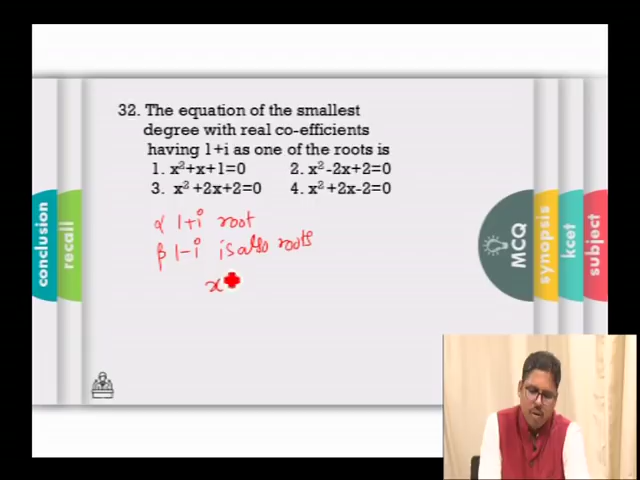 32. The equation of the smallest
degree with real co-efficients
having 1+i as one of the roots is
1. x²+x+1=0 2. x²-2x+2=0
3. x²+2x+2=0 4. x²+2x-2=0
α 1+i root
β 1-i is also roots
x
conclusion
recall
MCQ
synopsis
kcet
subject